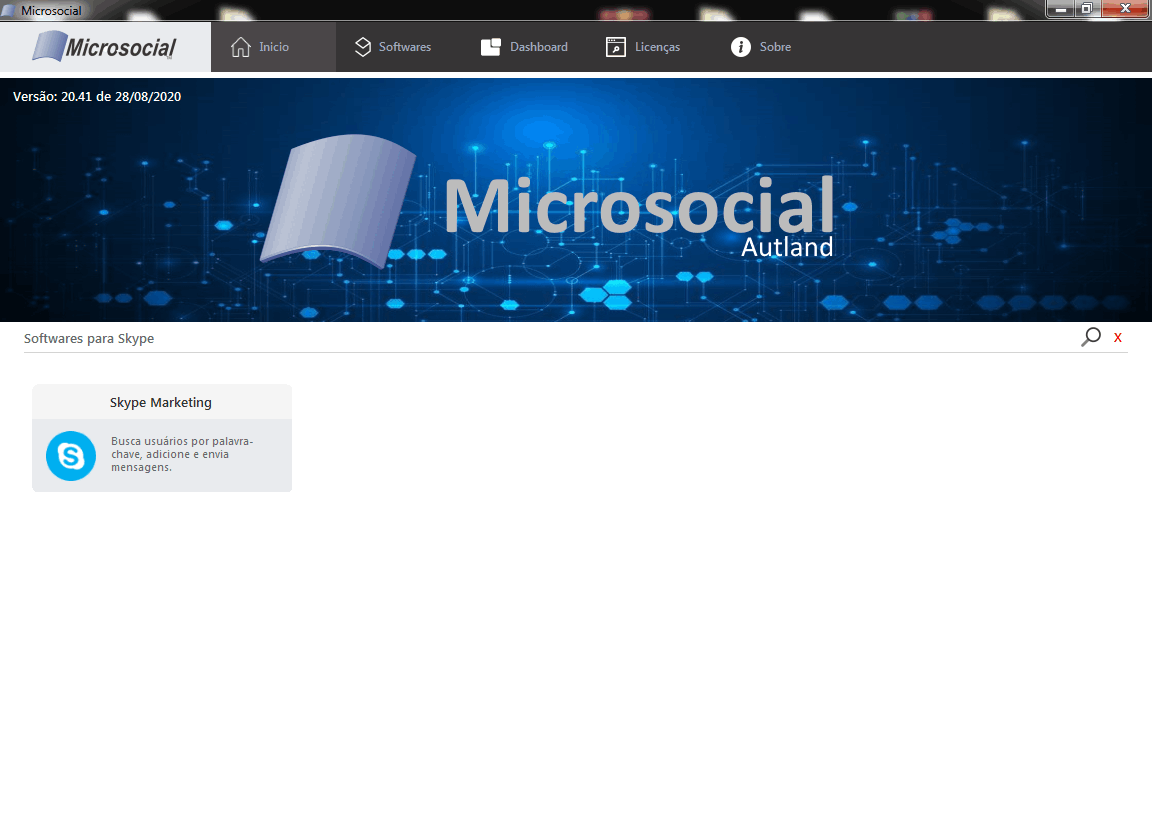 Microsocial
Microsocial
Inicio
Softwares
Dashboard
Licenças
Sobre
Versão: 20.41 de 28/08/2020
Microsocial
Autland
Softwares para Skype
X
Skype Marketing
Busca usuários por palavra-
chave, adicione e envia
mensagens.